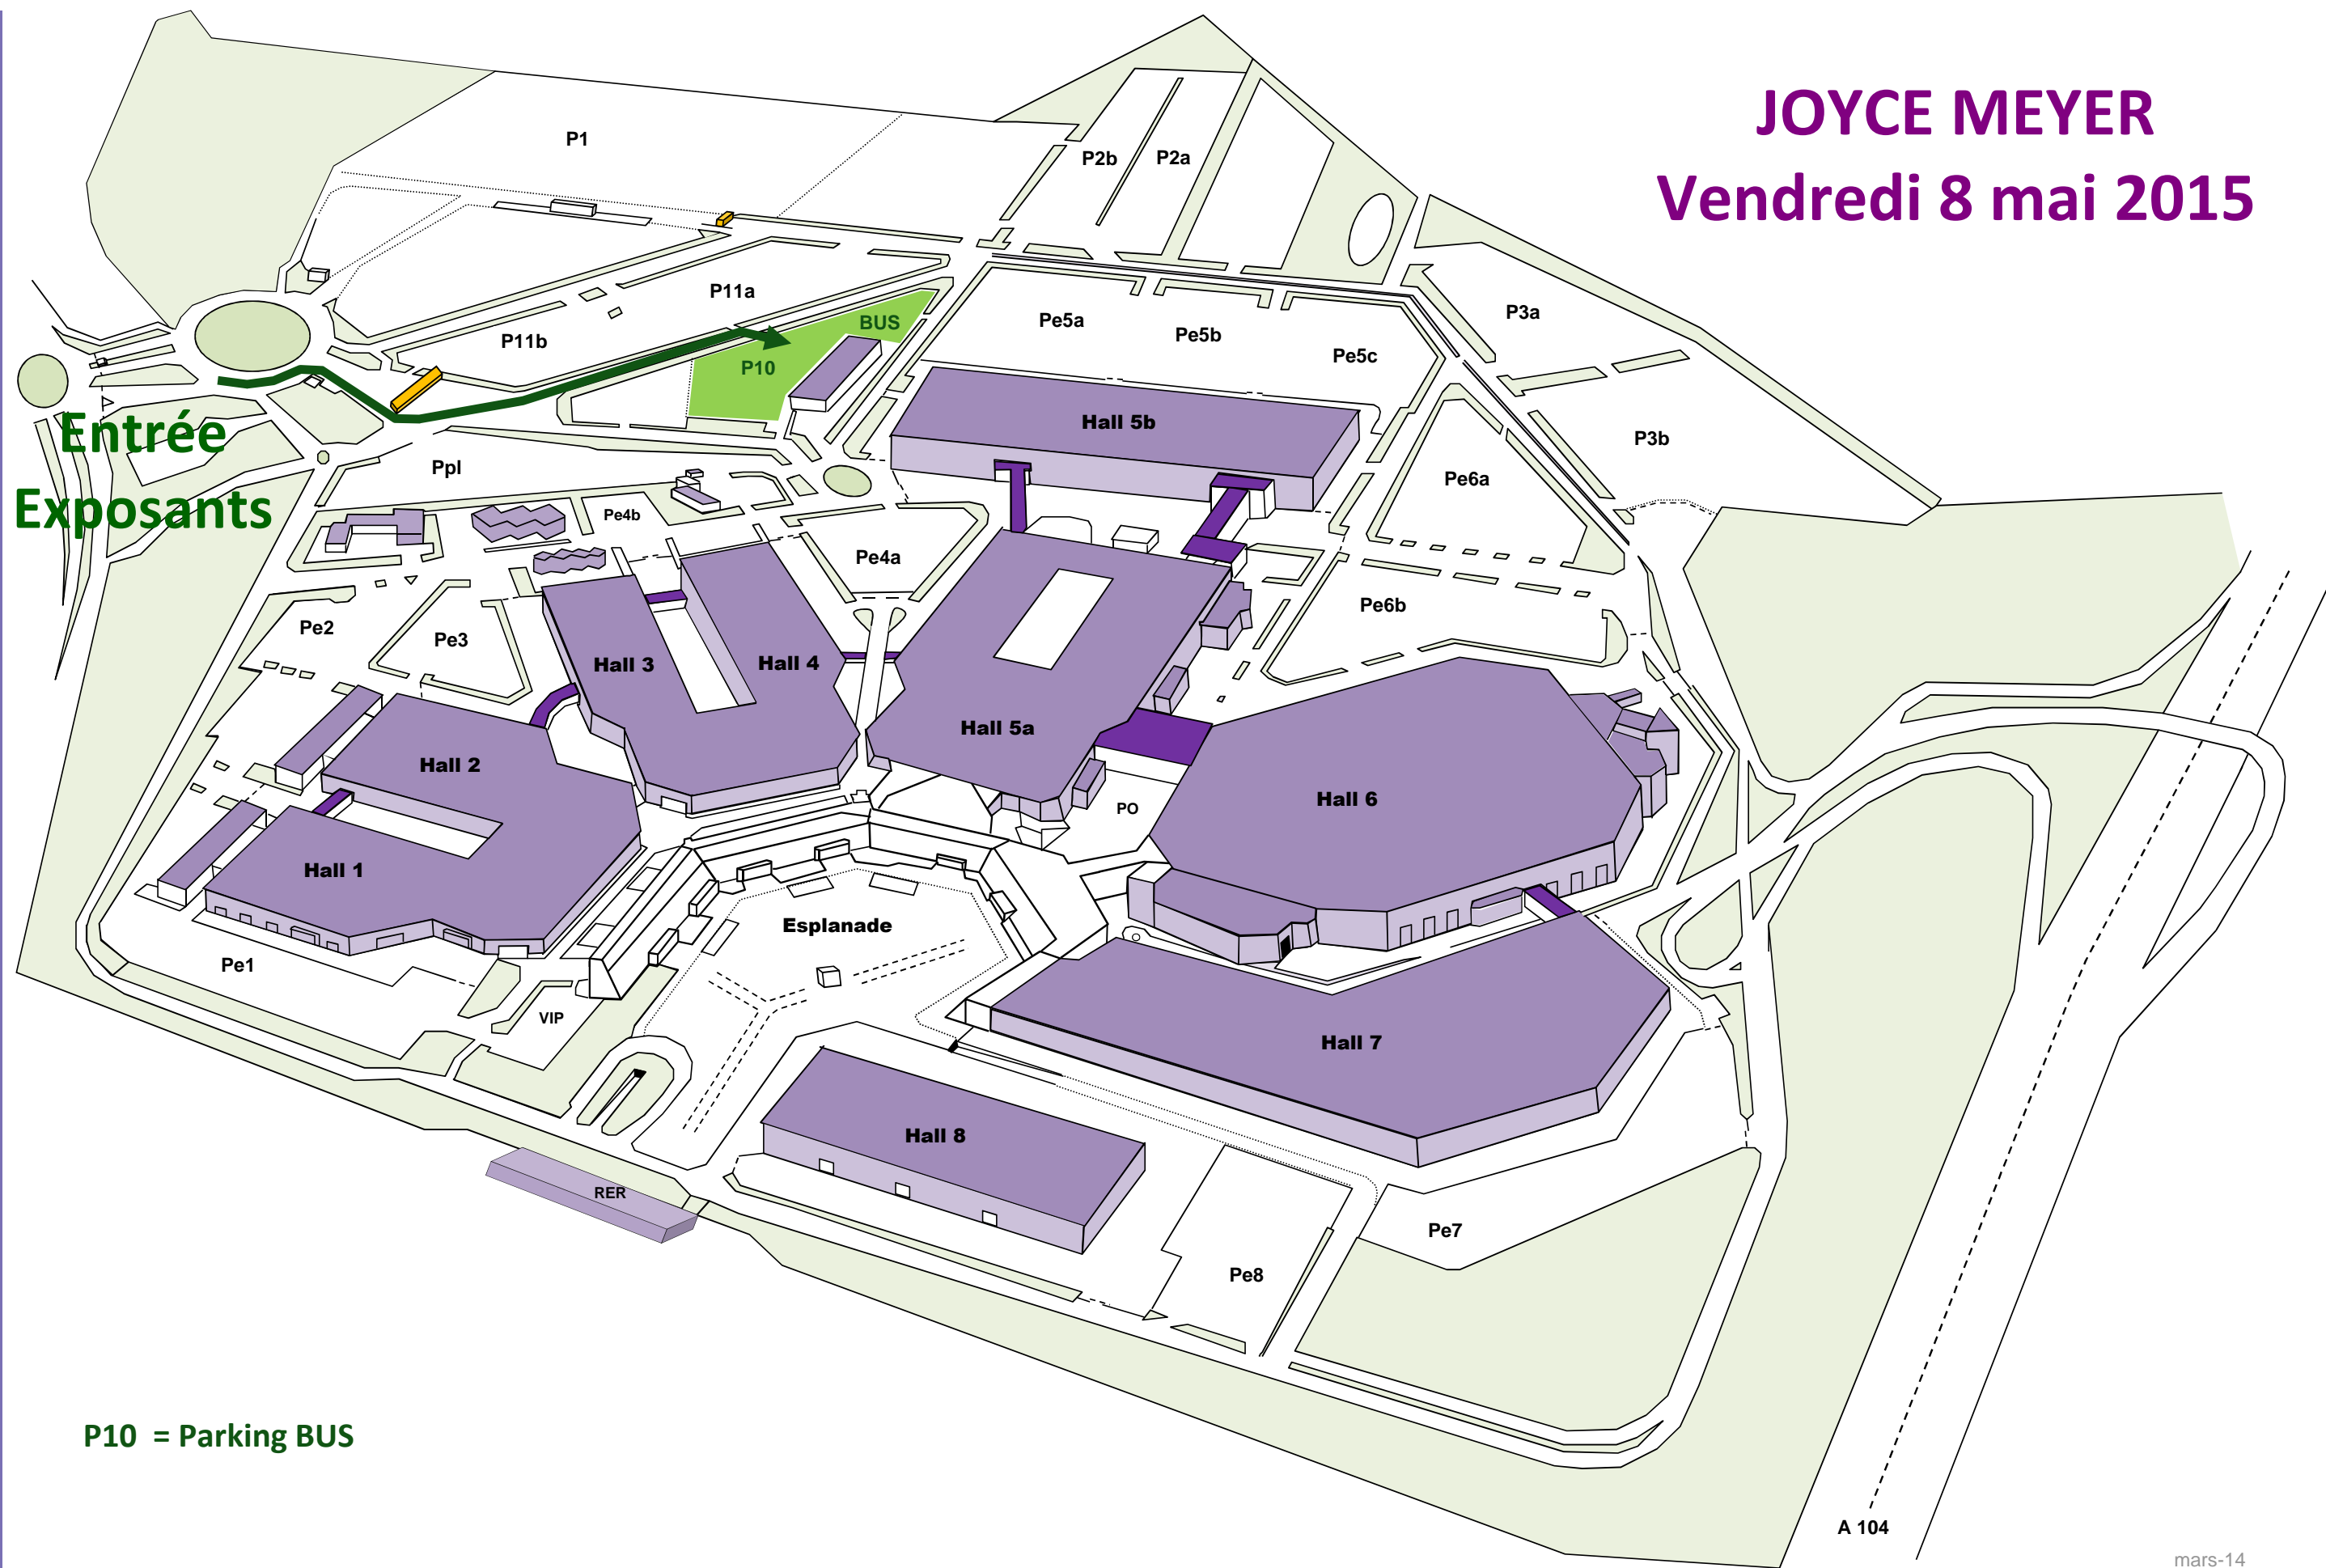 JOYCE MEYER
Vendredi 8 mai 2015
P1
P2b
P2a
P11a
P11b
BUS
P10
Pe5a
Pe5b
Pe5c
P3a
P3b
Entrée
Exposants
Ppl
Pe4b
Pe4a
Hall 5b
Pe6a
Pe6b
Pe2
Pe3
Hall 3
Hall 4
Hall 5a
Hall 2
Hall 6
PO
Hall 1
Esplanade
Pe1
VIP
Hall 7
Hall 8
RER
Pe7
Pe8
P10 = Parking BUS
A 104
mars-14